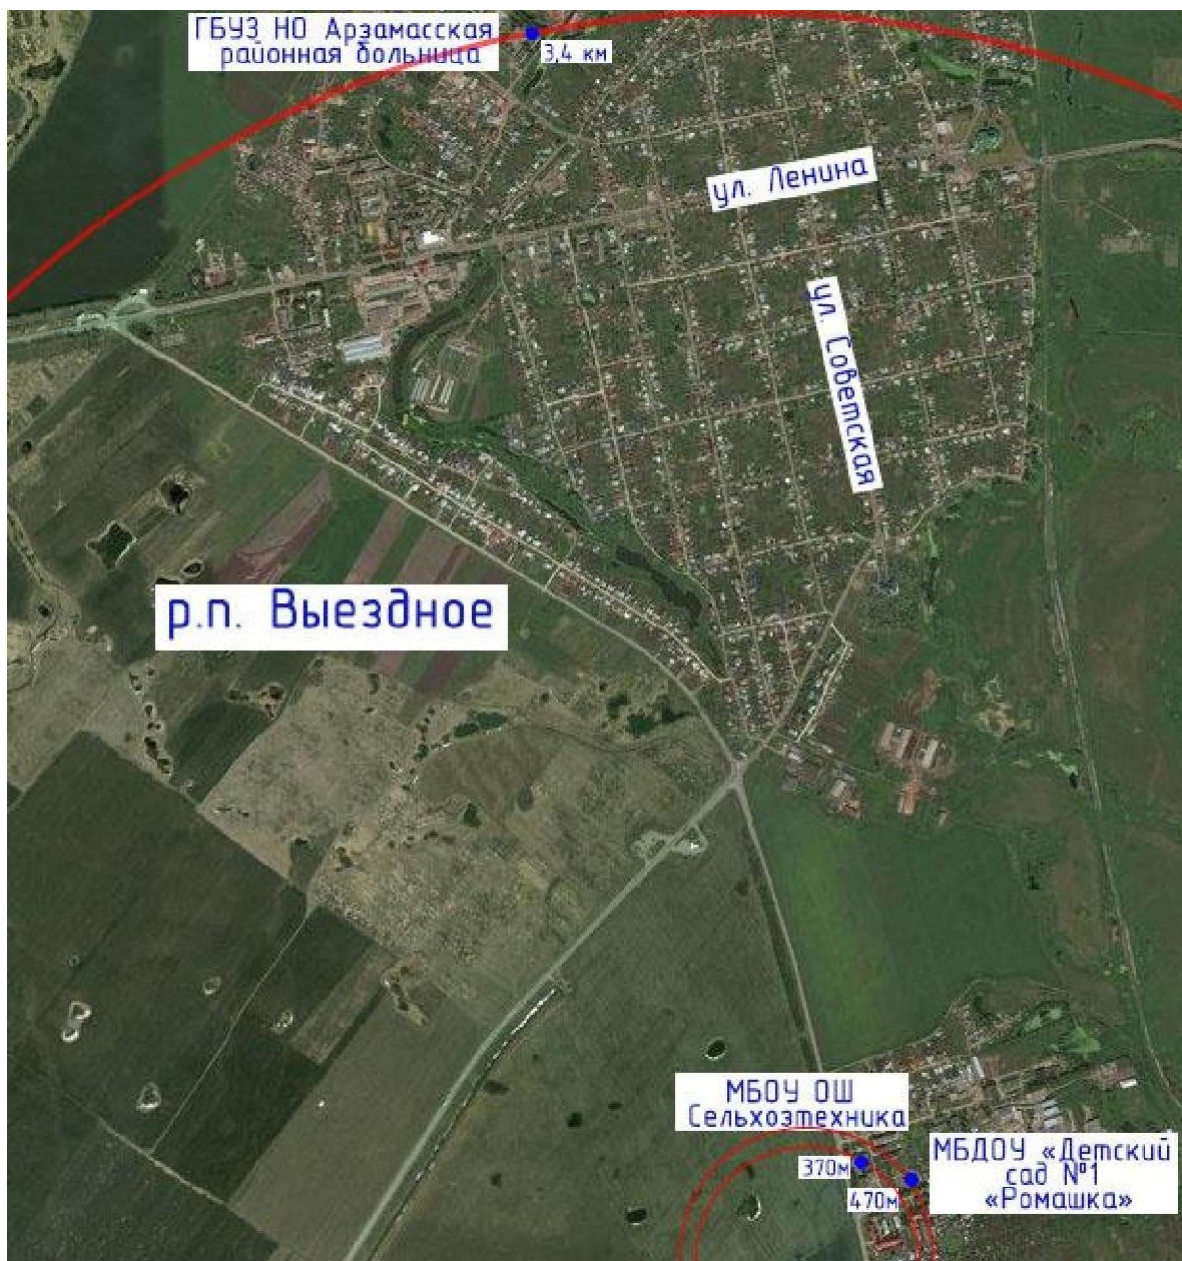 ГБУЗ НО Арзамасская
районная больница
3,4 км
ул. Ленина
ул. Советская
р.п. Выездное
МБОУ ОШ
Сельхозтехника
370м
470м
МБДОУ «Детский
сад №1
«Ромашка»